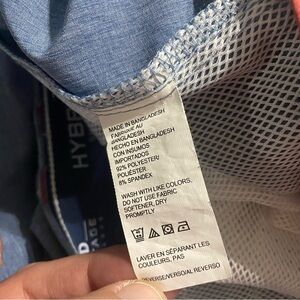 HYBR
MADE IN BANGLADESH
FABRIQUÉ AU
BANGLADESH
HECHO EN BANGLADESH
CON INSUMOS
IMPORTADOS
92% POLYESTER/
POLIÉSTER
8% SPANDEX
WASH WITH LIKE COLORS,
DO NOT USE FABRIC
SOFTENER, DRY
PROMPTLY
LAVER EN SÉPARANT LES
COULEURS, PAS
REVERSE/VERSO/AL REVERSO